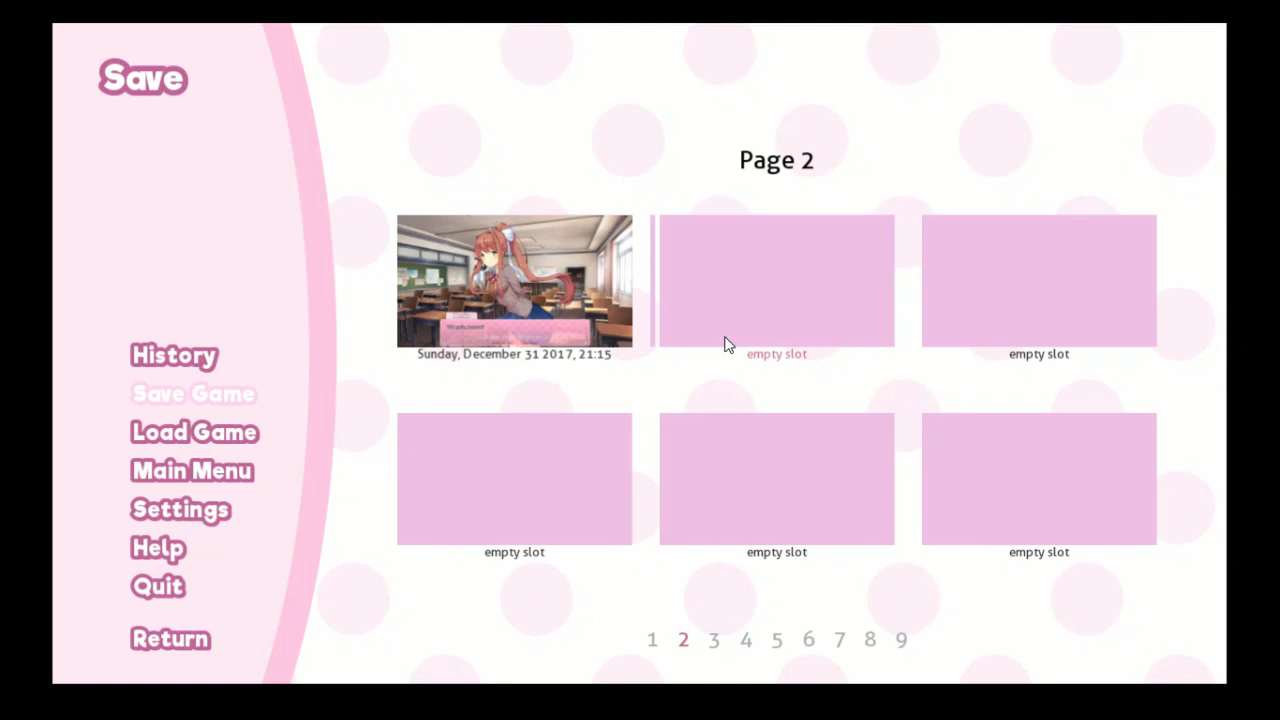 Save
Page 2
Sunday, December 31 2017, 21:15
empty slot
empty slot
History
Save Game
Load Game
Main Menu
Settings
Help
Quit
Return
empty slot
empty slot
empty slot
1 2 3 4 5 6 7 8 9